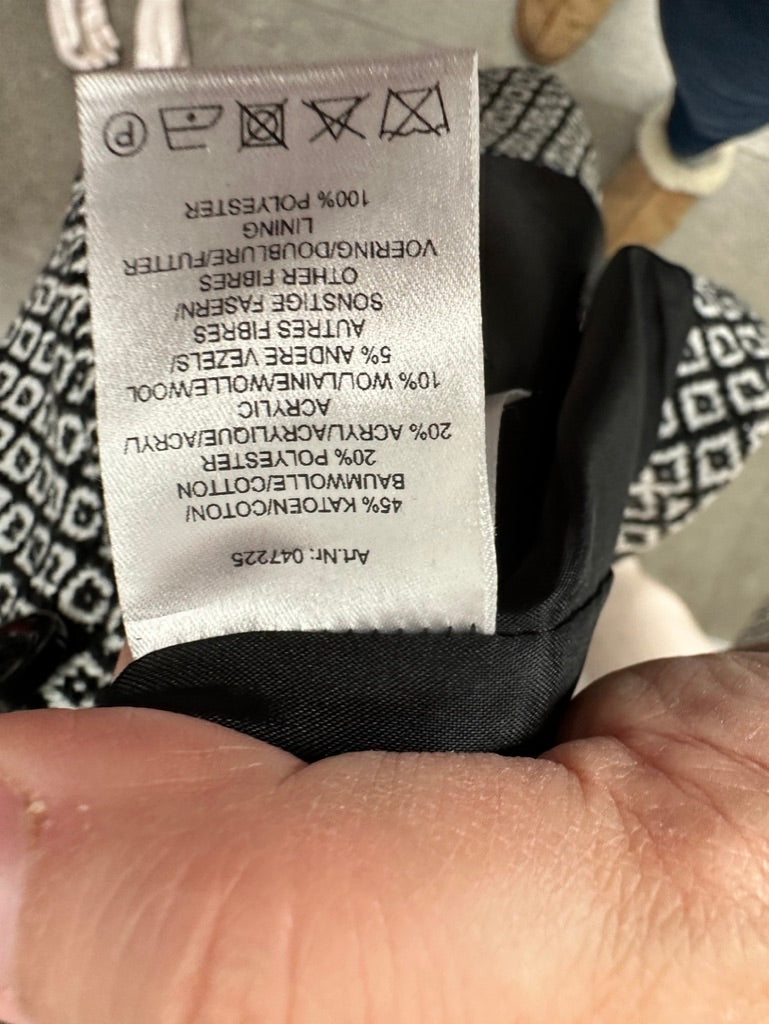 Art.Nr: 047225
45% KATOEN/COTON/
BAUMWOLLE/COTTON
20% POLYESTER
20% ACRYL/ACRYLIQUE/ACRYL/
ACRYLIC
10% WOL/LAINE/WOLLE/WOOL
5% ANDERE VEZELS/
AUTRES FIBRES
SONSTIGE FASERN/
OTHER FIBRES
VOERING/DOUBLURE/FUTTER
LINING
100% POLYESTER
P